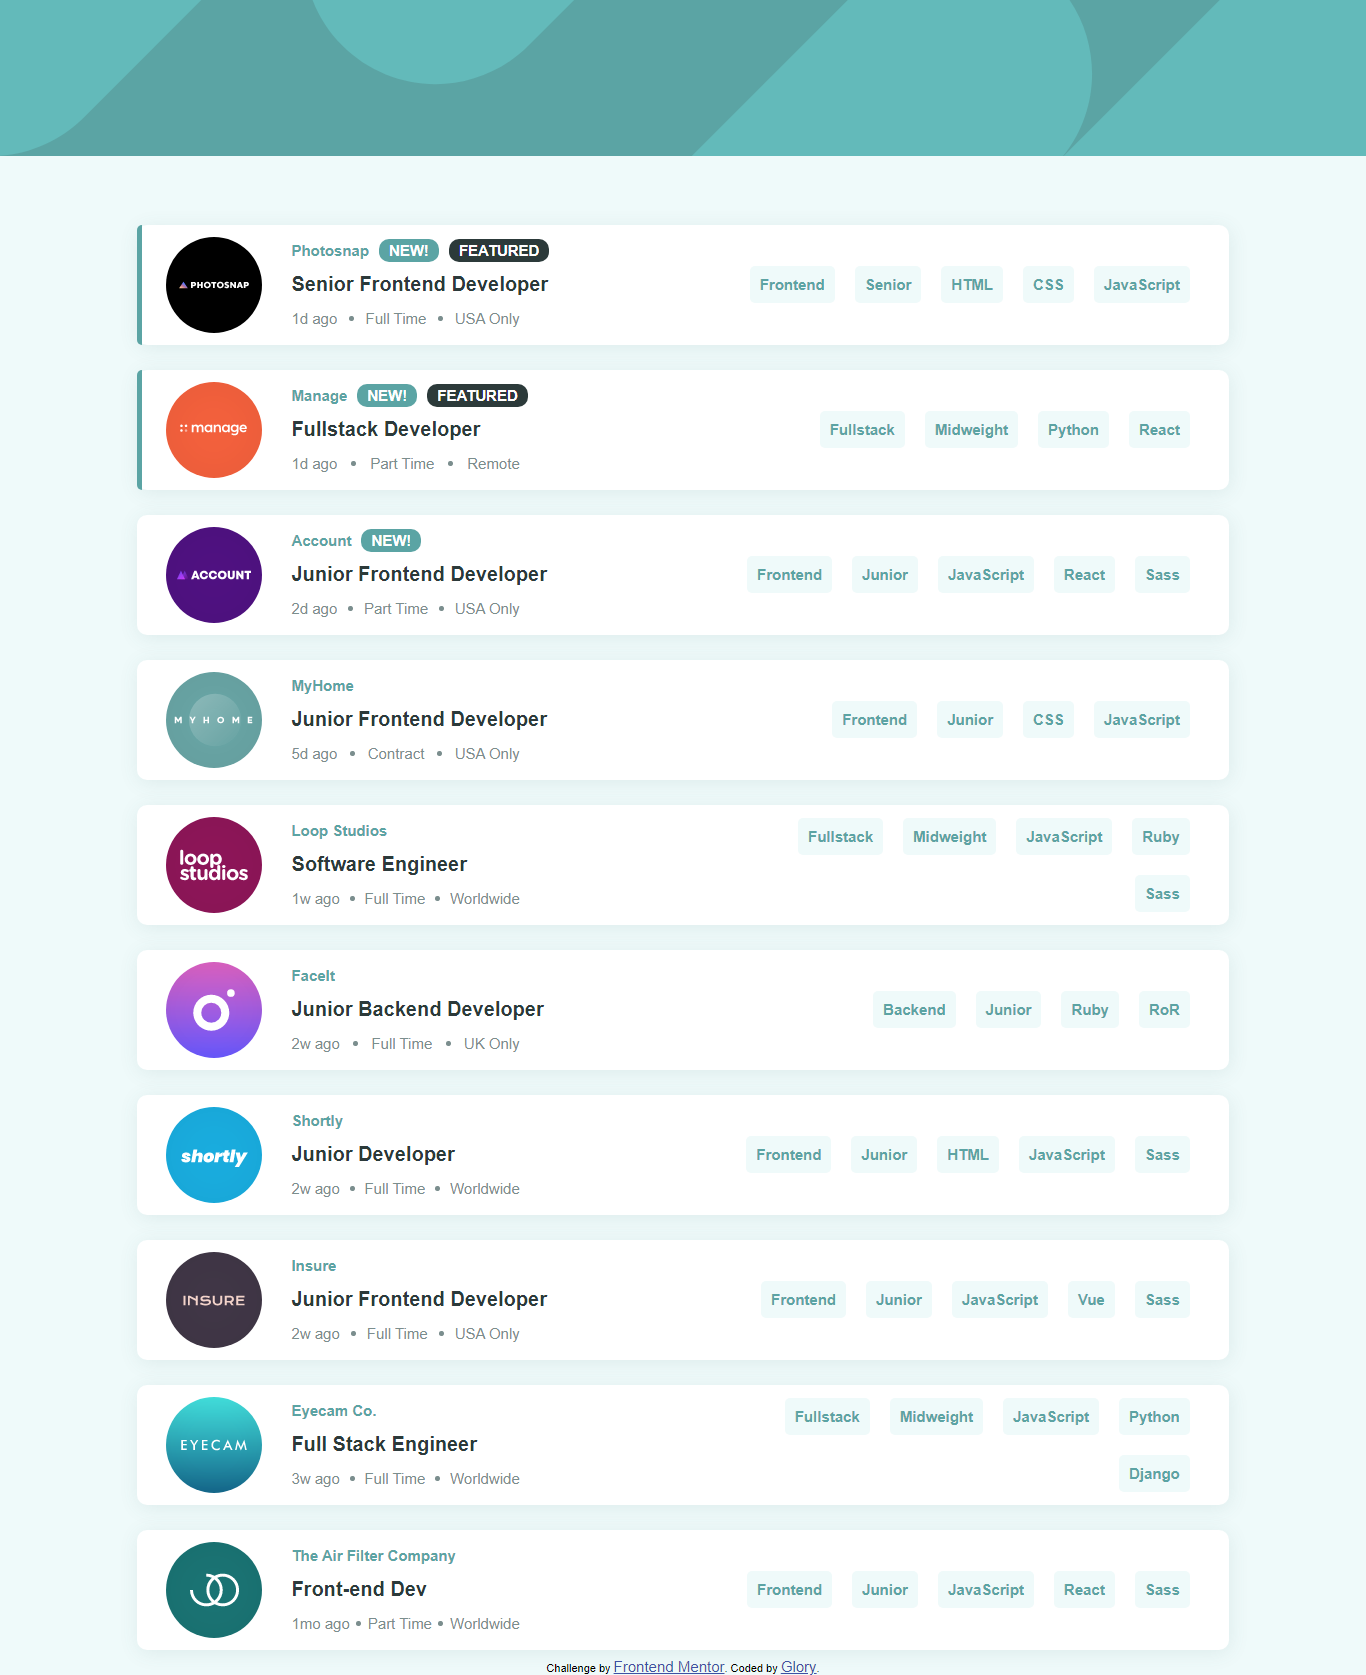 PHOTOSNAP
Photosnap NEW! FEATURED
Senior Frontend Developer
1d ago • Full Time • USA Only
Frontend Senior HTML CSS JavaScript
manage
Manage NEW! FEATURED
Fullstack Developer
1d ago • Part Time • Remote
Fullstack Midweight Python React
ACCOUNT
Account NEW!
Junior Frontend Developer
2d ago • Part Time • USA Only
Frontend Junior JavaScript React Sass
MYHOME
MyHome
Junior Frontend Developer
5d ago • Contract • USA Only
Frontend Junior CSS JavaScript
loop
studios
Loop Studios
Software Engineer
1w ago • Full Time • Worldwide
Fullstack Midweight JavaScript Ruby
Sass
FaceIt
Junior Backend Developer
2w ago • Full Time • UK Only
Backend Junior Ruby RoR
shortly
Shortly
Junior Developer
2w ago • Full Time • Worldwide
Frontend Junior HTML JavaScript Sass
INSURE
Insure
Junior Frontend Developer
2w ago • Full Time • USA Only
Frontend Junior JavaScript Vue Sass
EYECAM
Eyecam Co.
Full Stack Engineer
3w ago • Full Time • Worldwide
Fullstack Midweight JavaScript Python
Django
The Air Filter Company
Front-end Dev
1mo ago • Part Time • Worldwide
Frontend Junior JavaScript React Sass
Challenge by Frontend Mentor. Coded by Glory.